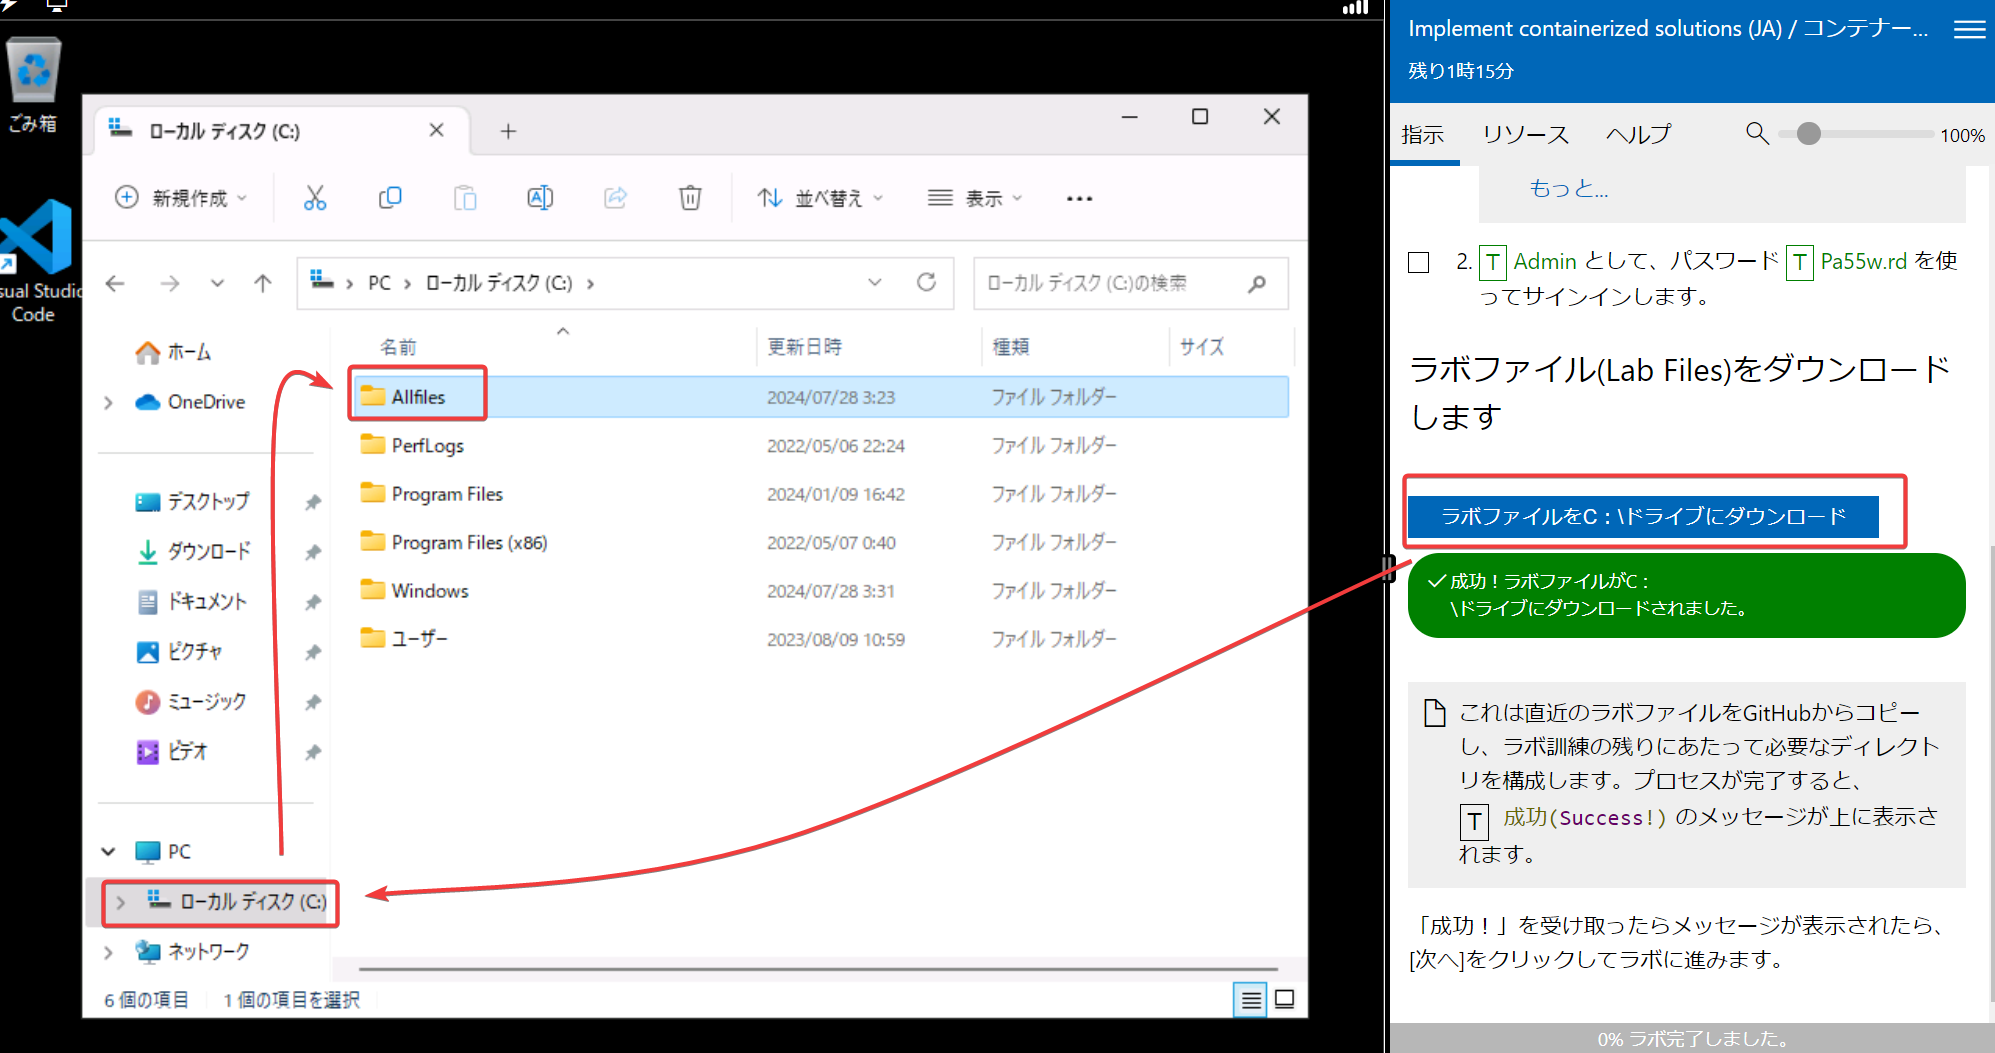 ごみ箱
sual Studio
Code
ローカル ディスク (C:)
新規作成
並べ替え
表示
PC
ローカル ディスク (C:)
ローカル ディスク (C:)の検索
ホーム
OneDrive
デスクトップ
ダウンロード
ドキュメント
ピクチャ
ミュージック
ビデオ
PC
ローカル ディスク (C:)
ネットワーク
名前 更新日時 種類 サイズ
Allfiles 2024/07/28 3:23 ファイル フォルダー
PerfLogs 2022/05/06 22:24 ファイル フォルダー
Program Files 2024/01/09 16:42 ファイル フォルダー
Program Files (x86) 2022/05/07 0:40 ファイル フォルダー
Windows 2024/07/28 3:31 ファイル フォルダー
ユーザー 2023/08/09 10:59 ファイル フォルダー
6 個の項目 1 個の項目を選択
Implement containerized solutions (JA) / コンテナー...
残り1時15分
指示 リソース ヘルプ 100%
もっと...
2. T Admin として、パスワード T Pa55w.rd を使
ってサインインします。
ラボファイル(Lab Files)をダウンロード
します
ラボファイルをC：\ドライブにダウンロード
成功！ラボファイルがC：
\ドライブにダウンロードされました。
これは直近のラボファイルをGitHubからコピー
し、ラボ訓練の残りにあたって必要なディレクト
リを構成します。プロセスが完了すると、
T 成功(Success!) のメッセージが上に表示さ
れます。
「成功！」を受け取ったらメッセージが表示されたら、
[次へ]をクリックしてラボに進みます。
0% ラボ完了しました。